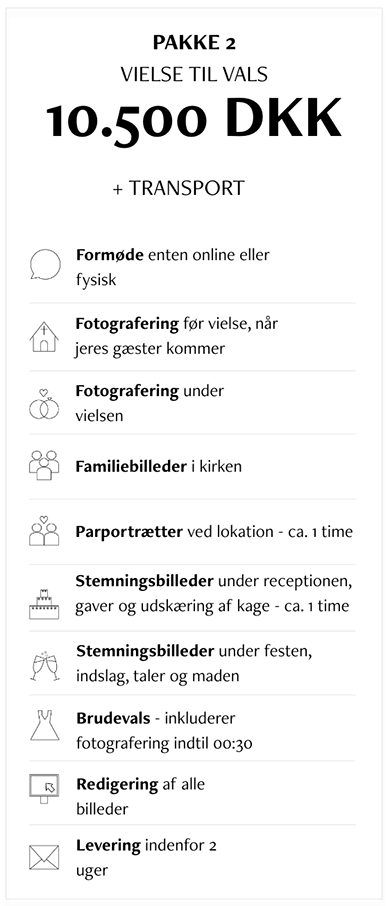 PAKKE 2
VIELSE TIL VALS
10.500 DKK
+ TRANSPORT
Formøde enten online eller
fysisk
Fotografering før vielse, når
jeres gæster kommer
Fotografering under
vielsen
Familiebilleder i kirken
Parportrætter ved lokation - ca. 1 time
Stemningsbilleder under receptionen,
gaver og udskæring af kage - ca. 1 time
Stemningsbilleder under festen,
indslag, taler og maden
Brudevals - inkluderer
fotografering indtil 00:30
Redigering af alle
billeder
Levering indenfor 2
uger